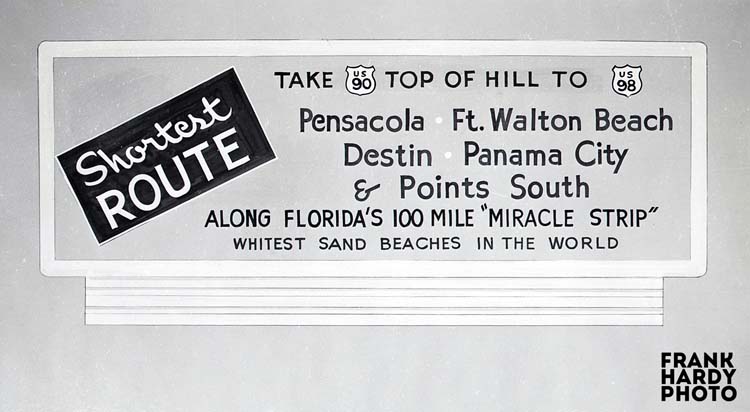 Shortest
ROUTE
TAKE US 90 TOP OF HILL TO US 98
Pensacola · Ft. Walton Beach
Destin · Panama City
& Points South
ALONG FLORIDA'S 100 MILE "MIRACLE STRIP"
WHITEST SAND BEACHES IN THE WORLD
FRANK
HARDY
PHOTO